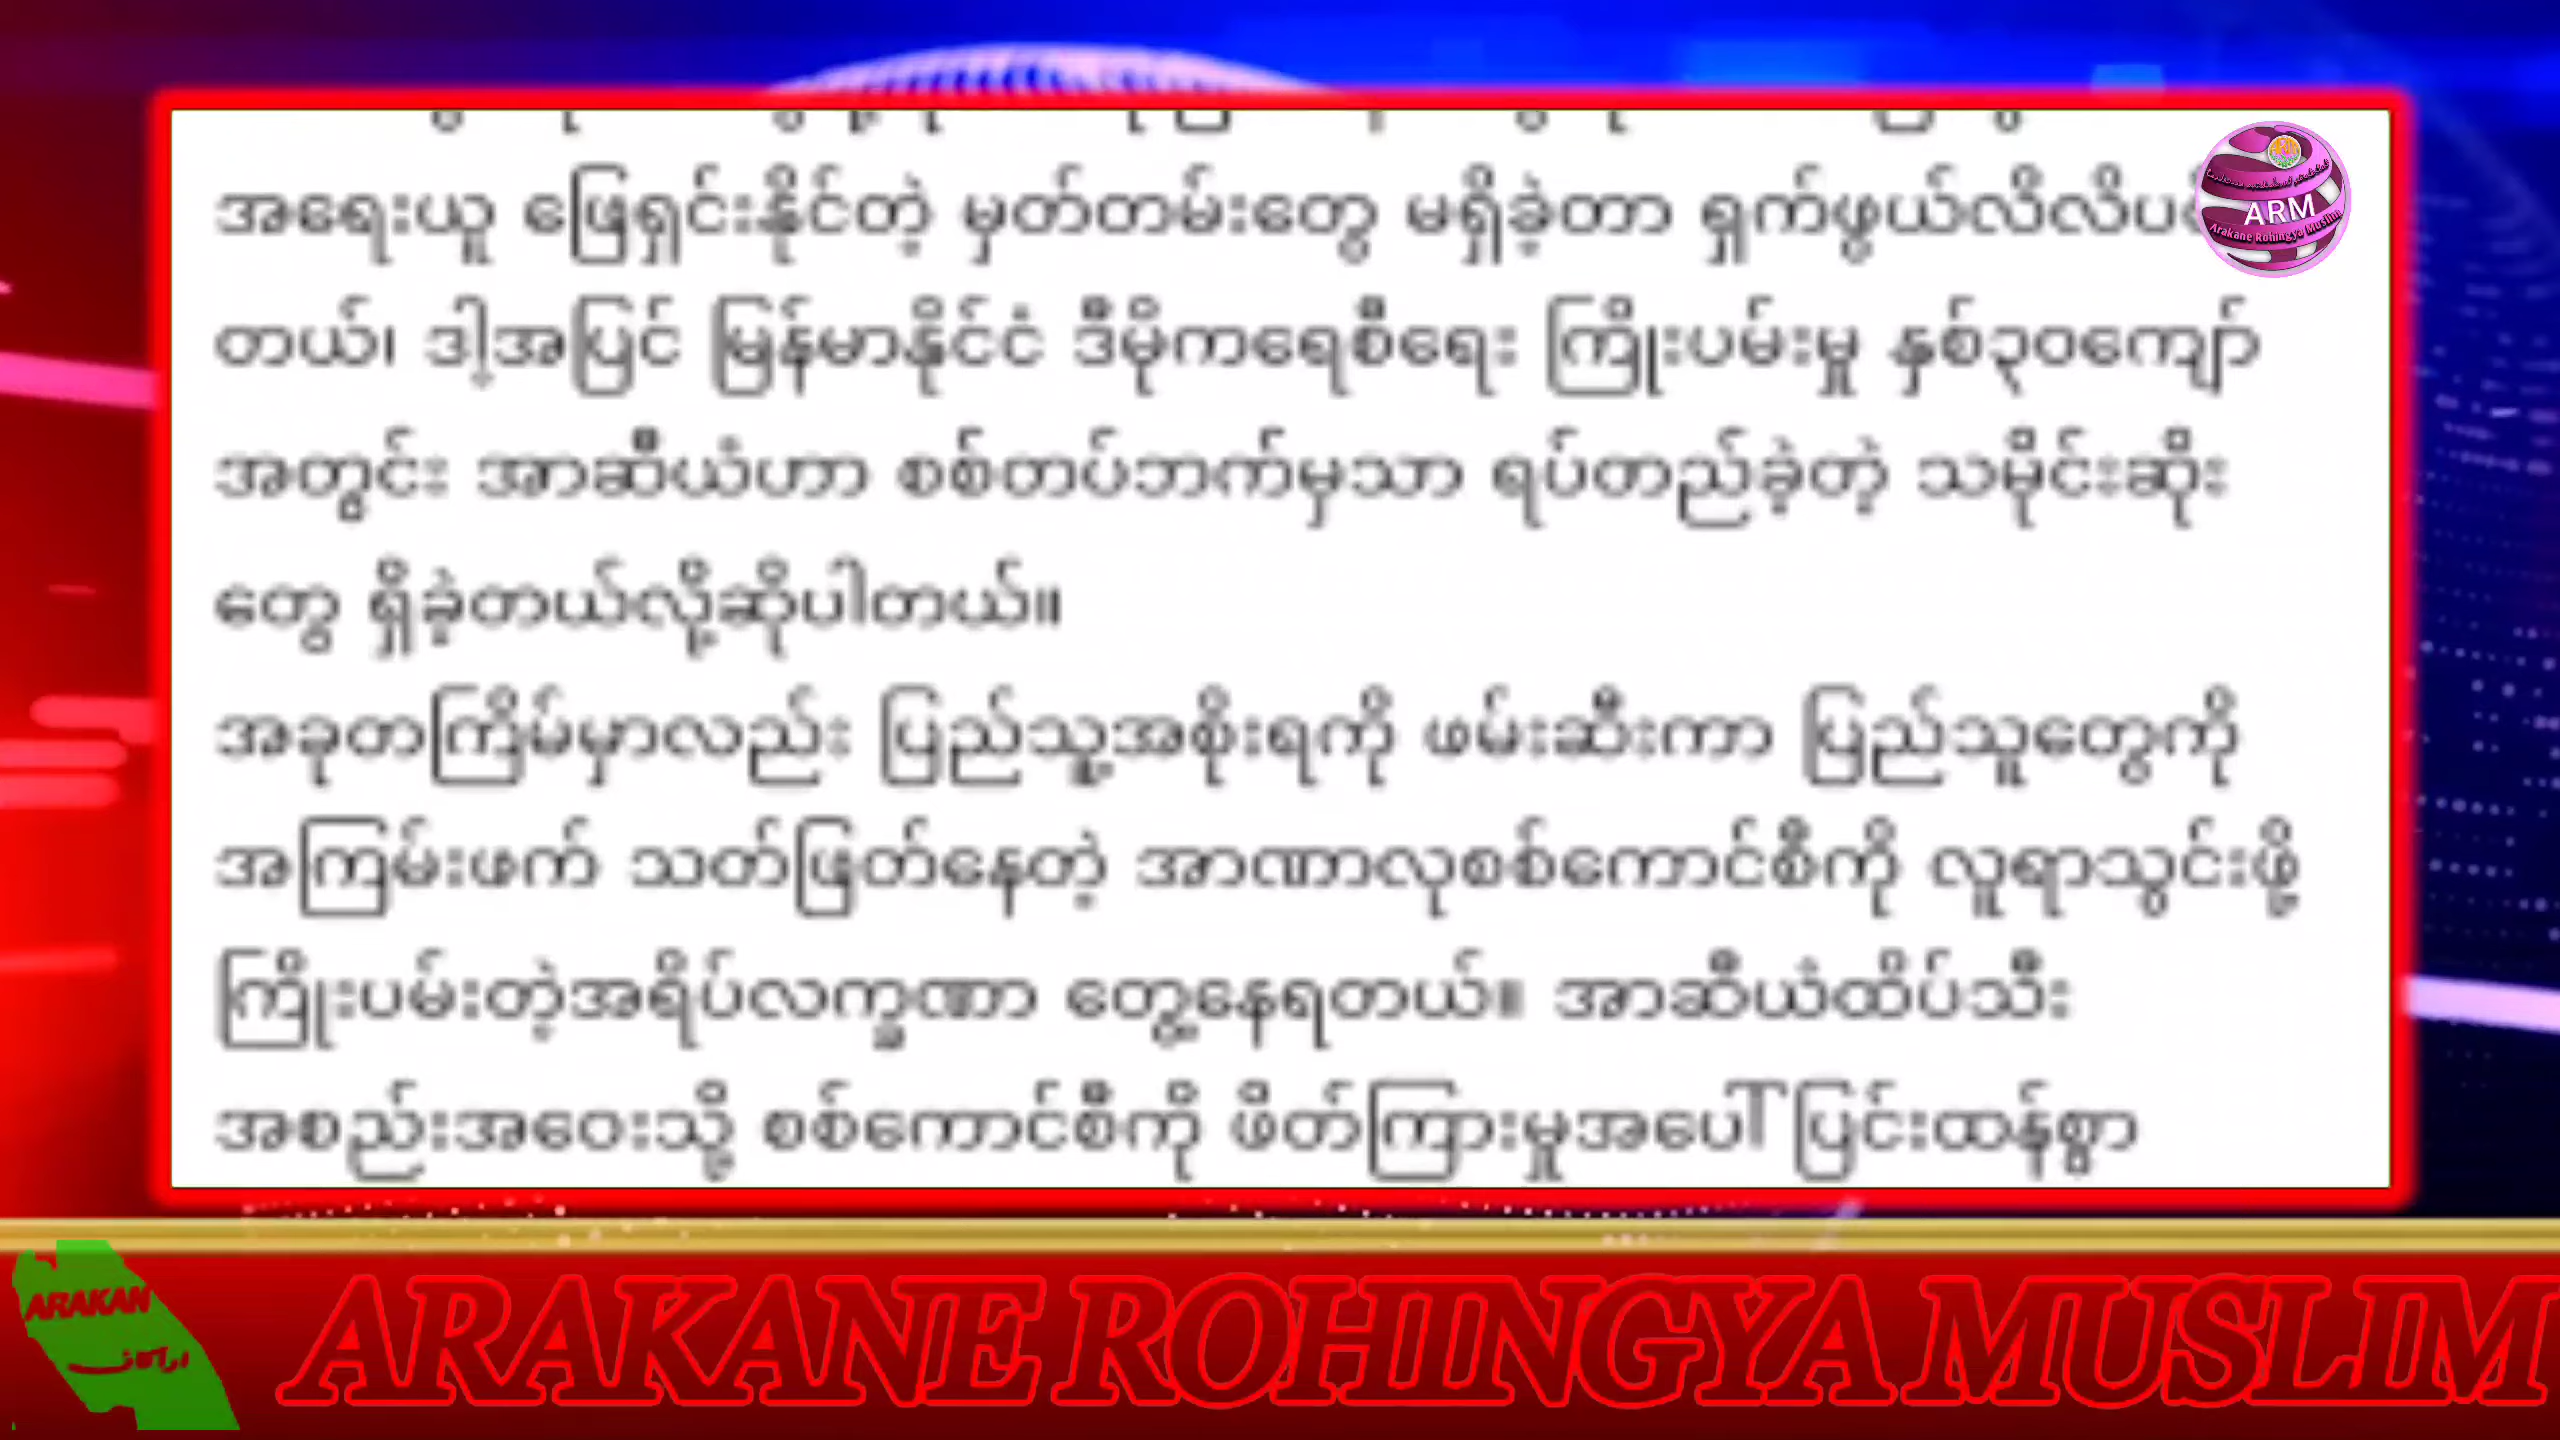 အရေးယူ ဖြေရှင်းနိုင်တဲ့ မှတ်တမ်းတွေ မရှိခဲ့တာ ရှက်ဖွယ်လိလိပ
တယ်၊ ဒါ့အပြင် မြန်မာနိုင်ငံ ဒီမိုကရေစီရေး ကြိုးပမ်းမှု နှစ်၃၀ကျော်
အတွင်း အာဆီယံဟာ စစ်တပ်ဘက်မှသာ ရပ်တည်ခဲ့တဲ့ သမိုင်းဆိုး
တွေ ရှိခဲ့တယ်လို့ဆိုပါတယ်။
အခုတကြိမ်မှာလည်း ပြည်သူ့အစိုးရကို ဖမ်းဆီးကာ ပြည်သူတွေကို
အကြမ်းဖက် သတ်ဖြတ်နေတဲ့ အာဏာလုစစ်ကောင်စီကို လူရာသွင်းဖို့
ကြိုးပမ်းတဲ့အရိပ်လက္ခဏာ တွေ့နေရတယ်။ အာဆီယံထိပ်သီး
အစည်းအဝေးသို့ စစ်ကောင်စီကို ဖိတ်ကြားမှုအပေါ် ပြင်းထန်စွာ
ARM
Arakane Rohingya Muslim
ARAKAN
ARAKANE ROHINGYA MUSLIM